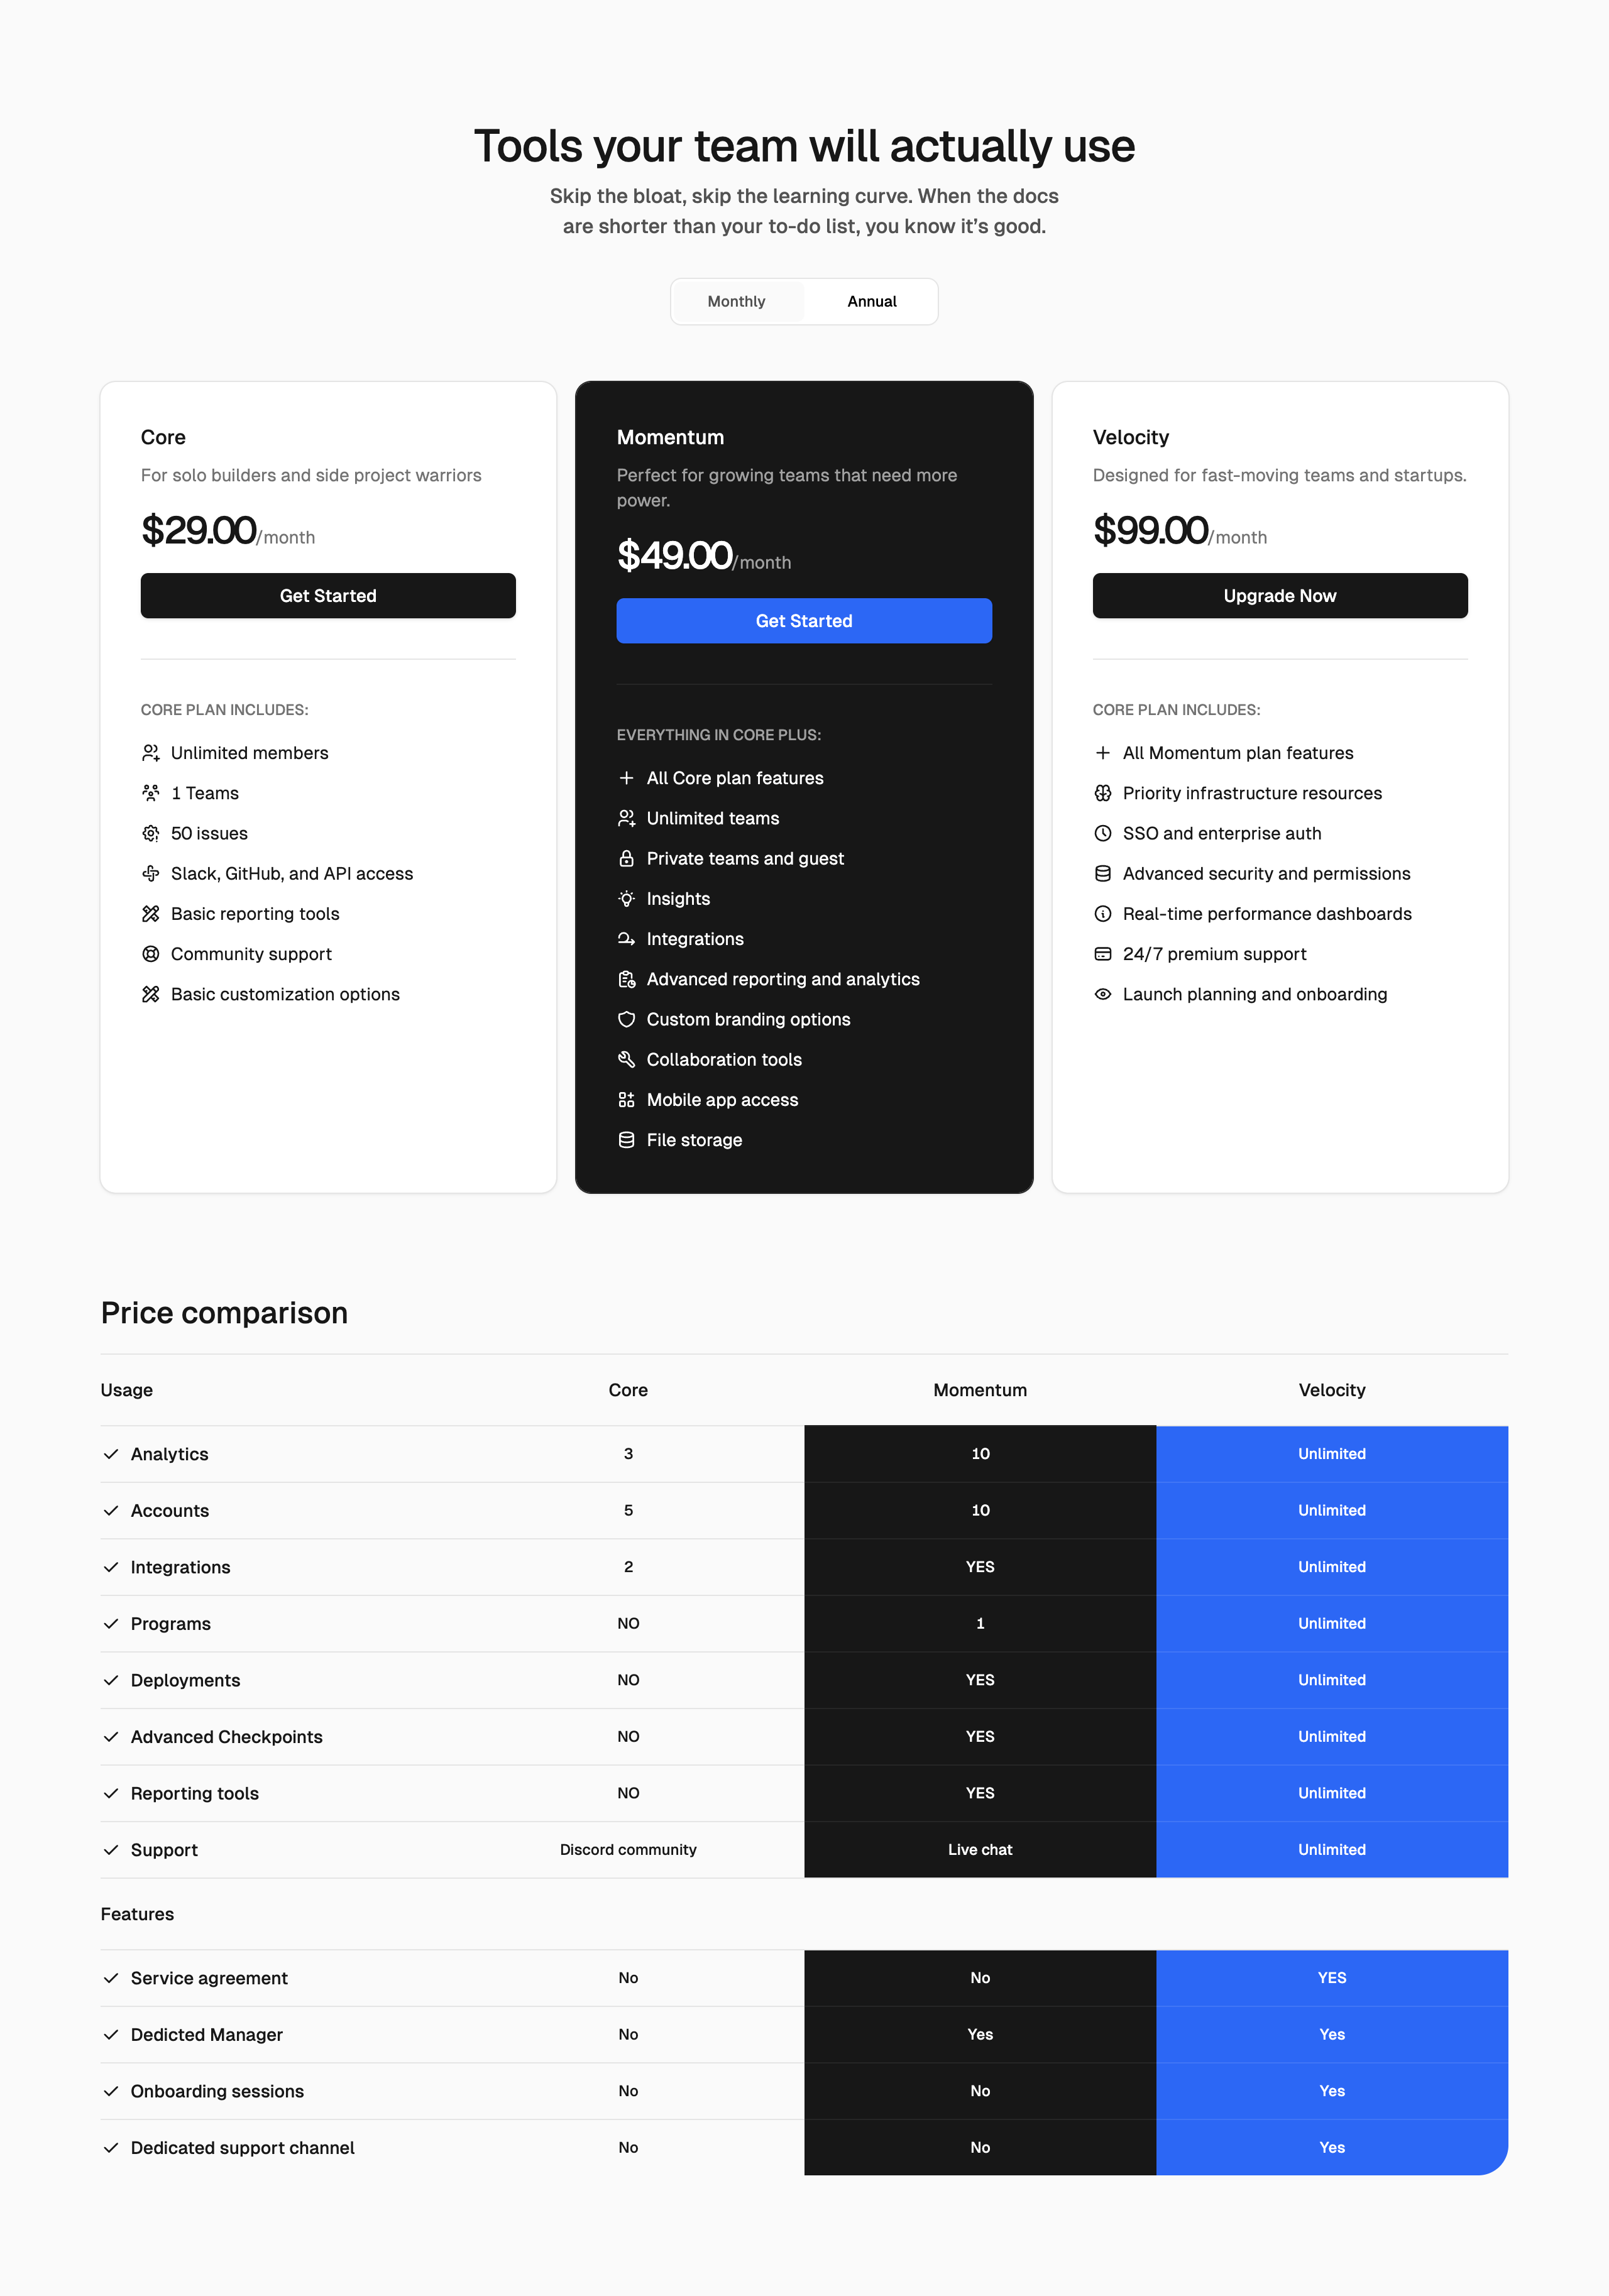 Tools your team will actually use
Skip the bloat, skip the learning curve. When the docs
are shorter than your to-do list, you know it’s good.
Monthly
Annual
Core
For solo builders and side project warriors
$29.00/month
Get Started
CORE PLAN INCLUDES:
Unlimited members
1 Teams
50 issues
Slack, GitHub, and API access
Basic reporting tools
Community support
Basic customization options
Momentum
Perfect for growing teams that need more
power.
$49.00/month
Get Started
EVERYTHING IN CORE PLUS:
All Core plan features
Unlimited teams
Private teams and guest
Insights
Integrations
Advanced reporting and analytics
Custom branding options
Collaboration tools
Mobile app access
File storage
Velocity
Designed for fast-moving teams and startups.
$99.00/month
Upgrade Now
CORE PLAN INCLUDES:
All Momentum plan features
Priority infrastructure resources
SSO and enterprise auth
Advanced security and permissions
Real-time performance dashboards
24/7 premium support
Launch planning and onboarding
Price comparison
Usage Core Momentum Velocity
Analytics 3 10 Unlimited
Accounts 5 10 Unlimited
Integrations 2 YES Unlimited
Programs NO 1 Unlimited
Deployments NO YES Unlimited
Advanced Checkpoints NO YES Unlimited
Reporting tools NO YES Unlimited
Support Discord community Live chat Unlimited
Features
Service agreement No No YES
Dedicted Manager No Yes Yes
Onboarding sessions No No Yes
Dedicated support channel No No Yes